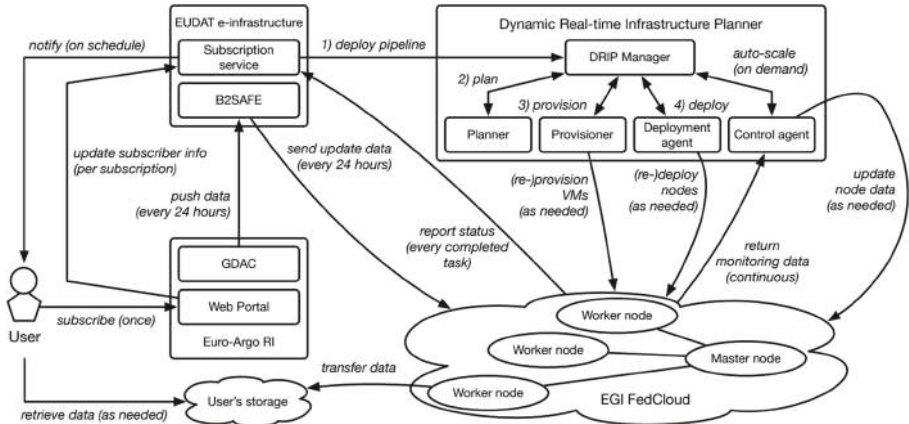 EUDAT e-infrastructure
Subscription
service
B2SAFE
notify (on schedule)
1) deploy pipeline
Dynamic Real-time Infrastructure Planner
DRIP Manager
auto-scale
(on demand)
2) plan
3) provision
4) deploy
Planner
Provisioner
Deployment
agent
Control agent
update subscriber info
(per subscription)
send update data
(every 24 hours)
push data
(every 24 hours)
(re-)provision
VMs
(as needed)
(re-)deploy
nodes
(as needed)
update
node data
(as needed)
report status
(every completed
task)
return
monitoring data
(continuous)
GDAC
Web Portal
Euro-Argo RI
User
subscribe (once)
Worker node
Worker node
Master node
Worker node
EGI FedCloud
transfer data
User's storage
retrieve data (as needed)